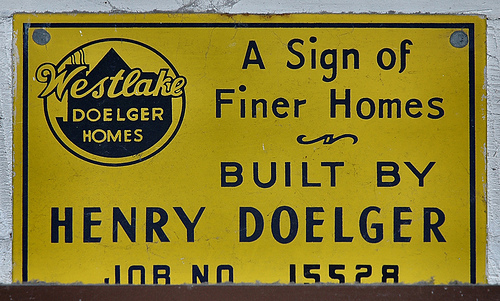 Westlake
DOELGER
HOMES
A Sign of
Finer Homes
BUILT BY
HENRY DOELGER
JOB NO 15528